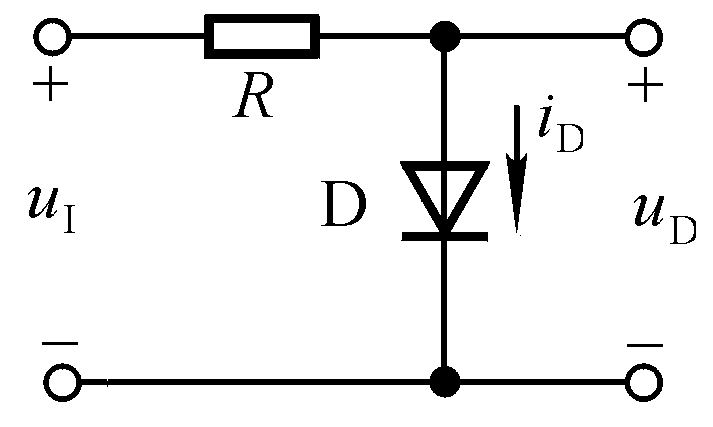 + R + i_D
u_I D u_D
− −